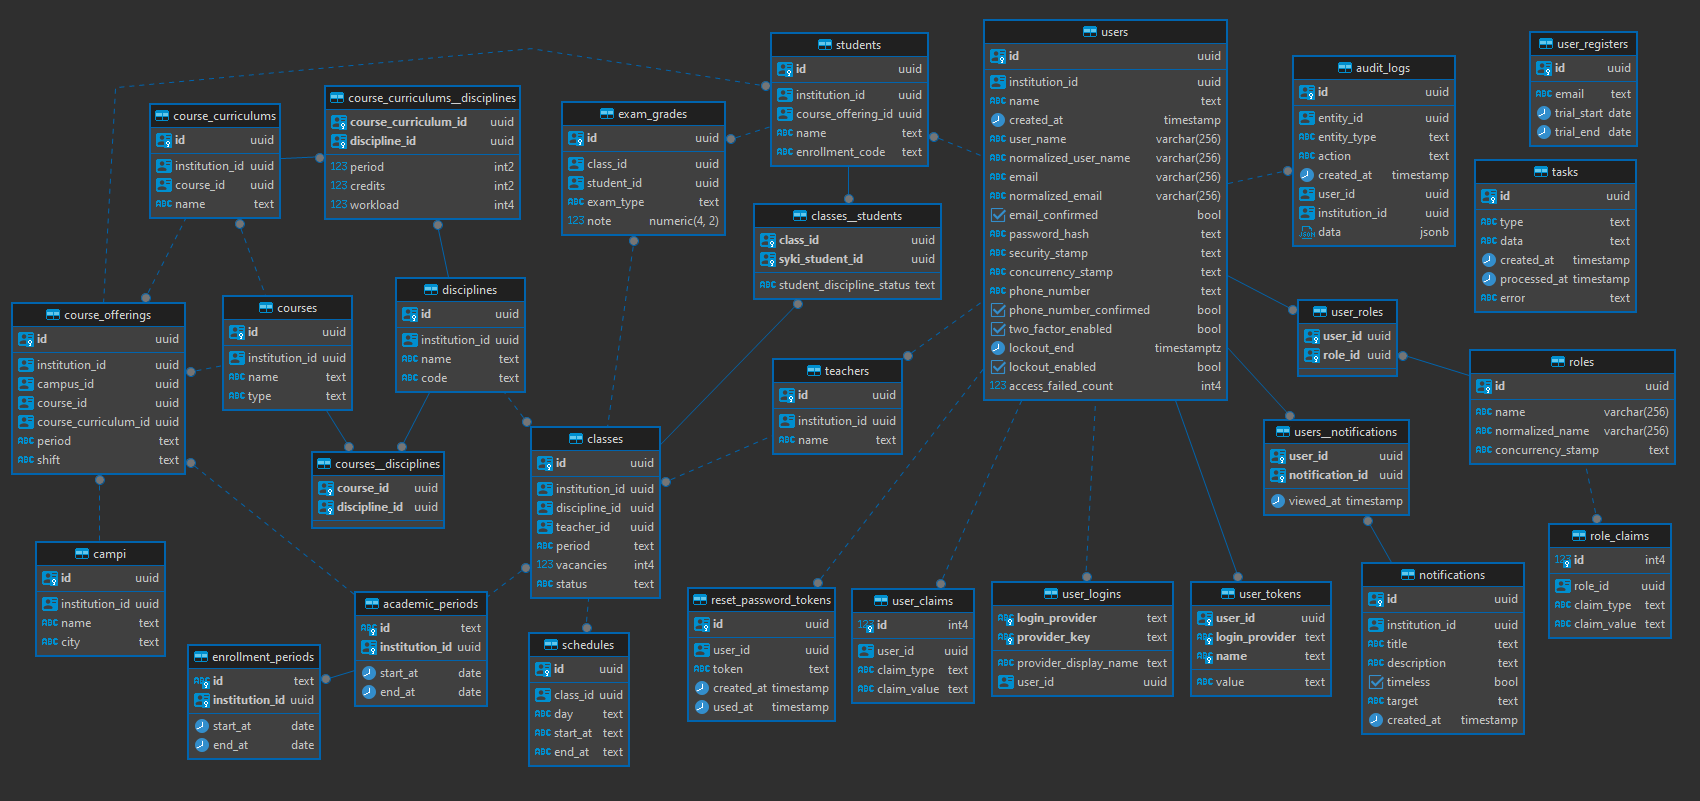 students
id uuid
institution_id uuid
course_offering_id uuid
name text
enrollment_code text
users
id uuid
institution_id uuid
name text
created_at timestamp
user_name varchar(256)
normalized_user_name varchar(256)
email varchar(256)
normalized_email varchar(256)
email_confirmed bool
password_hash text
security_stamp text
concurrency_stamp text
phone_number text
phone_number_confirmed bool
two_factor_enabled bool
lockout_end timestamptz
lockout_enabled bool
access_failed_count int4
audit_logs
id uuid
entity_id uuid
entity_type text
action text
created_at timestamp
user_id uuid
institution_id uuid
data jsonb
user_registers
id uuid
email text
trial_start date
trial_end date
course_curriculums
id uuid
institution_id uuid
course_id uuid
name text
course_curriculums__disciplines
course_curriculum_id uuid
discipline_id uuid
123 period int2
123 credits int2
123 workload int4
exam_grades
id uuid
class_id uuid
student_id uuid
exam_type text
123 note numeric(4, 2)
tasks
id uuid
type text
data text
created_at timestamp
processed_at timestamp
error text
classes__students
class_id uuid
syki_student_id uuid
student_discipline_status text
course_offerings
id uuid
institution_id uuid
campus_id uuid
course_id uuid
course_curriculum_id uuid
period text
shift text
courses
id uuid
institution_id uuid
name text
type text
disciplines
id uuid
institution_id uuid
name text
code text
user_roles
user_id uuid
role_id uuid
teachers
id uuid
institution_id uuid
name text
roles
id uuid
name varchar(256)
normalized_name varchar(256)
concurrency_stamp text
courses__disciplines
course_id uuid
discipline_id uuid
classes
id uuid
institution_id uuid
discipline_id uuid
teacher_id uuid
period text
123 vacancies int4
status text
users__notifications
user_id uuid
notification_id uuid
viewed_at timestamp
campi
id uuid
institution_id uuid
name text
city text
enrollment_periods
id text
institution_id uuid
start_at date
end_at date
academic_periods
id text
institution_id uuid
start_at date
end_at date
schedules
id uuid
class_id uuid
day text
start_at text
end_at text
reset_password_tokens
id uuid
user_id uuid
token text
created_at timestamp
used_at timestamp
user_claims
id int4
user_id uuid
claim_type text
claim_value text
user_logins
login_provider text
provider_key text
provider_display_name text
user_id uuid
user_tokens
user_id uuid
login_provider text
name text
value text
notifications
id uuid
institution_id uuid
title text
description text
timeless bool
target text
created_at timestamp
role_claims
id int4
role_id uuid
claim_type text
claim_value text